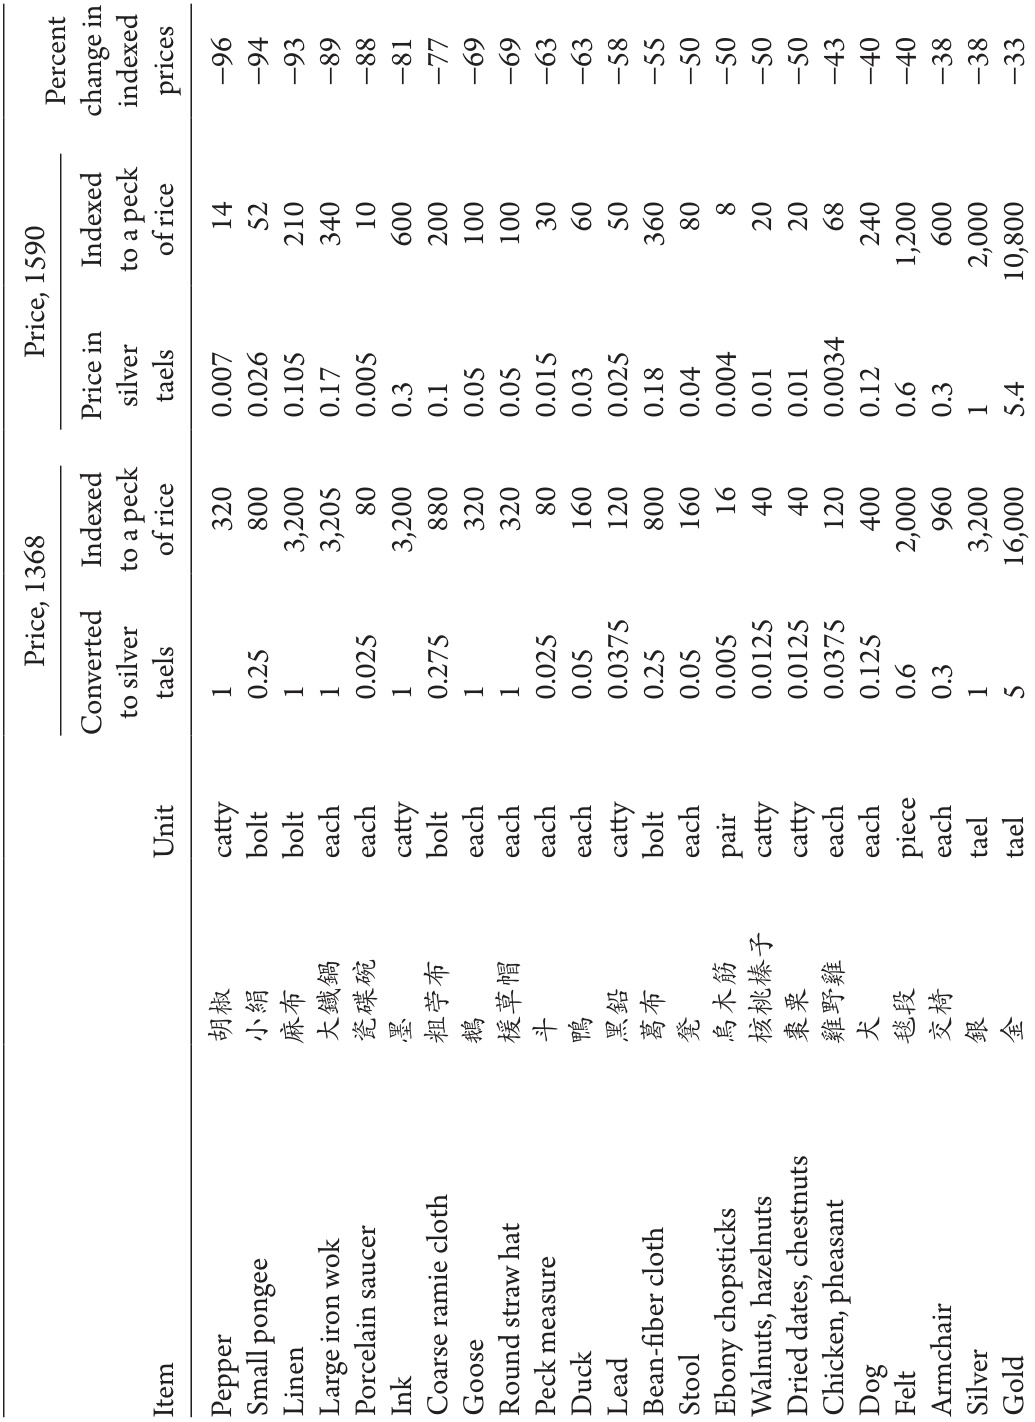 Price, 1368 Price, 1590 Percent
Converted Indexed Price in Indexed change in
to silver to a peck silver to a peck indexed
Item Unit taels of rice taels of rice prices
Pepper 胡椒 catty 1 320 0.007 14 −96
Small pongee 小絹 bolt 0.25 800 0.026 52 −94
Linen 麻布 bolt 1 3,200 0.105 210 −93
Large iron wok 大鐵鍋 each 1 3,205 0.17 340 −89
Porcelain saucer 瓷碟碗 each 0.025 80 0.005 10 −88
Ink 墨 catty 1 3,200 0.3 600 −81
Coarse ramie cloth 粗苧布 bolt 0.275 880 0.1 200 −77
Goose 鵝 each 1 320 0.05 100 −69
Round straw hat 楥草帽 each 1 320 0.05 100 −69
Peck measure 斗 each 0.025 80 0.015 30 −63
Duck 鴨 each 0.05 160 0.03 60 −63
Lead 黑鉛 catty 0.0375 120 0.025 50 −58
Bean-fiber cloth 葛布 bolt 0.25 800 0.18 360 −55
Stool 凳 each 0.05 160 0.04 80 −50
Ebony chopsticks 烏木筋 pair 0.005 16 0.004 8 −50
Walnuts, hazelnuts 核桃榛子 catty 0.0125 40 0.01 20 −50
Dried dates, chestnuts 棗栗 catty 0.0125 40 0.01 20 −50
Chicken, pheasant 雞野雞 each 0.0375 120 0.0034 68 −43
Dog 犬 each 0.125 400 0.12 240 −40
Felt 毯段 piece 0.6 2,000 0.6 1,200 −40
Armchair 交椅 each 0.3 960 0.3 600 −38
Silver 銀 tael 1 3,200 1 2,000 −38
Gold 金 tael 5 16,000 5.4 10,800 −33